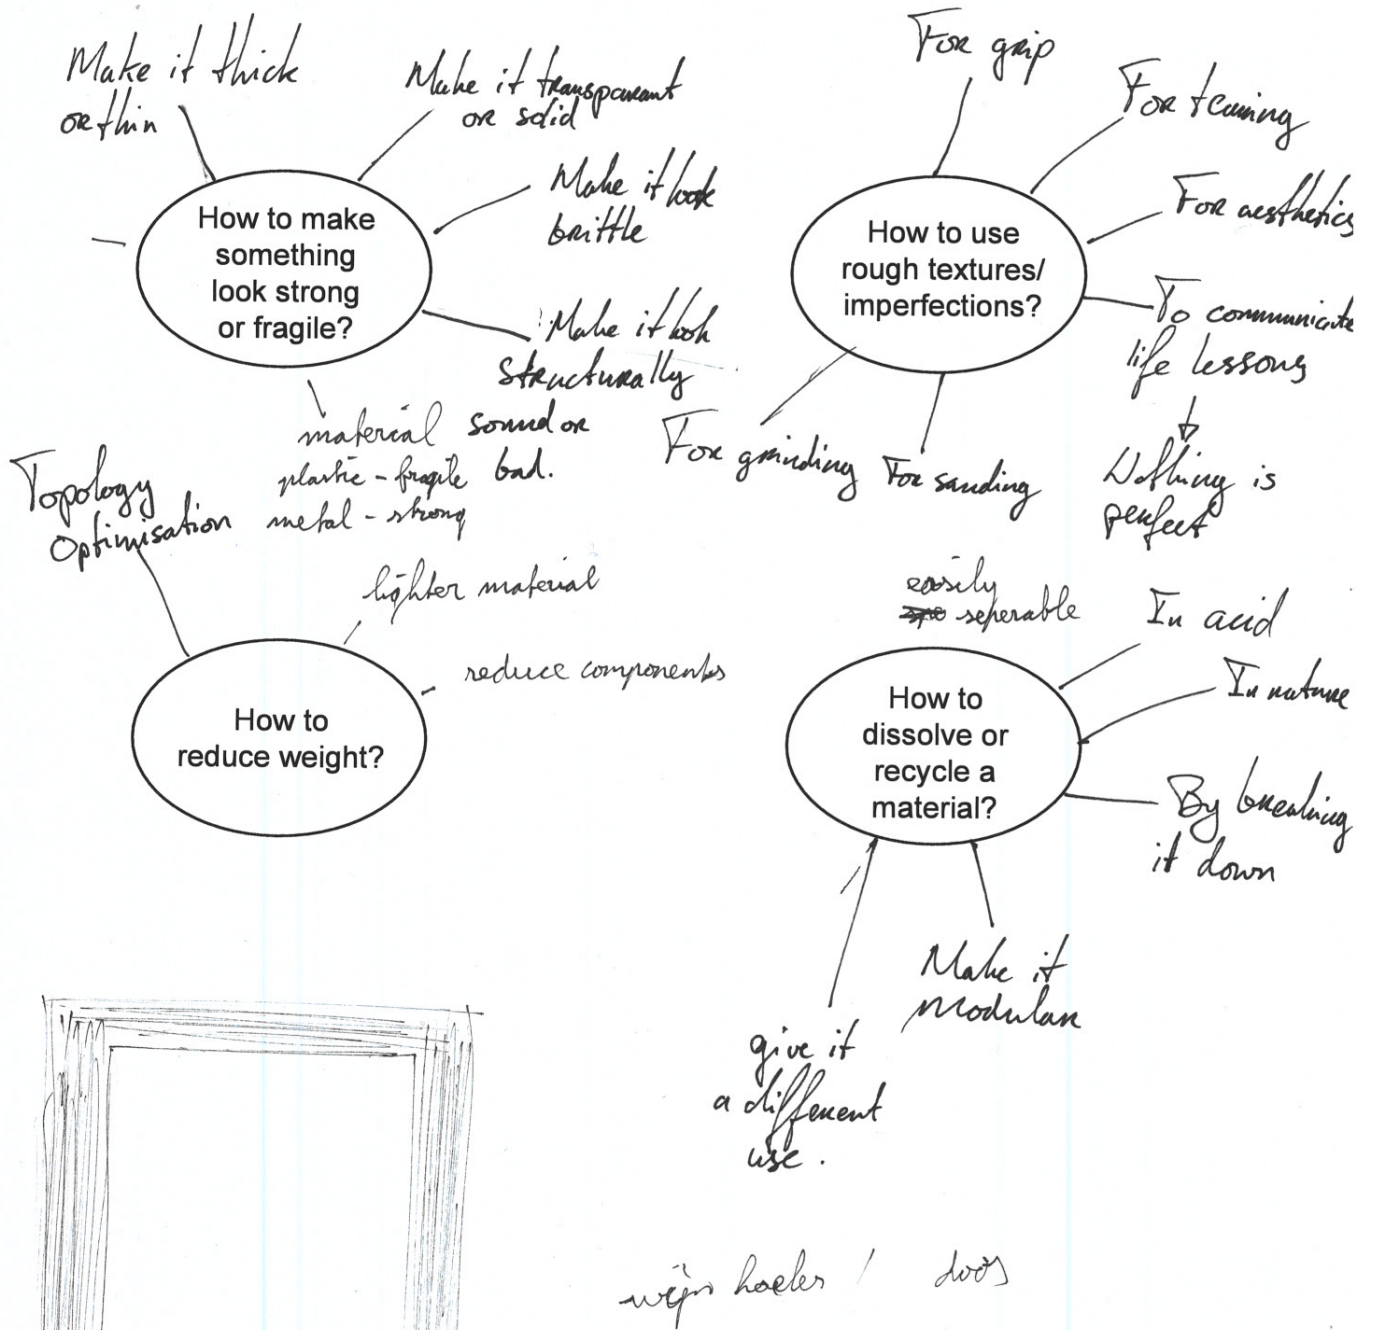 Make it thick
or thin
Make it transparant
or solid
Make it look
brittle
How to make
something
look strong
or fragile?
Make it look
structurally
sound or
bad.
material
plastic - fragile
metal - strong
For grip
For
For aesthetics
How to use
rough textures/
imperfections?
To communicate
life lessons
Nothing is
perfect
For sanding
For grinding
Topology
Optimisation
lighter material
reduce components
How to
reduce weight?
easily
seperable
In acid
In nature
How to
dissolve or
recycle a
material?
By breaking
it down
Make it
modular
give it
a different
use.
doos